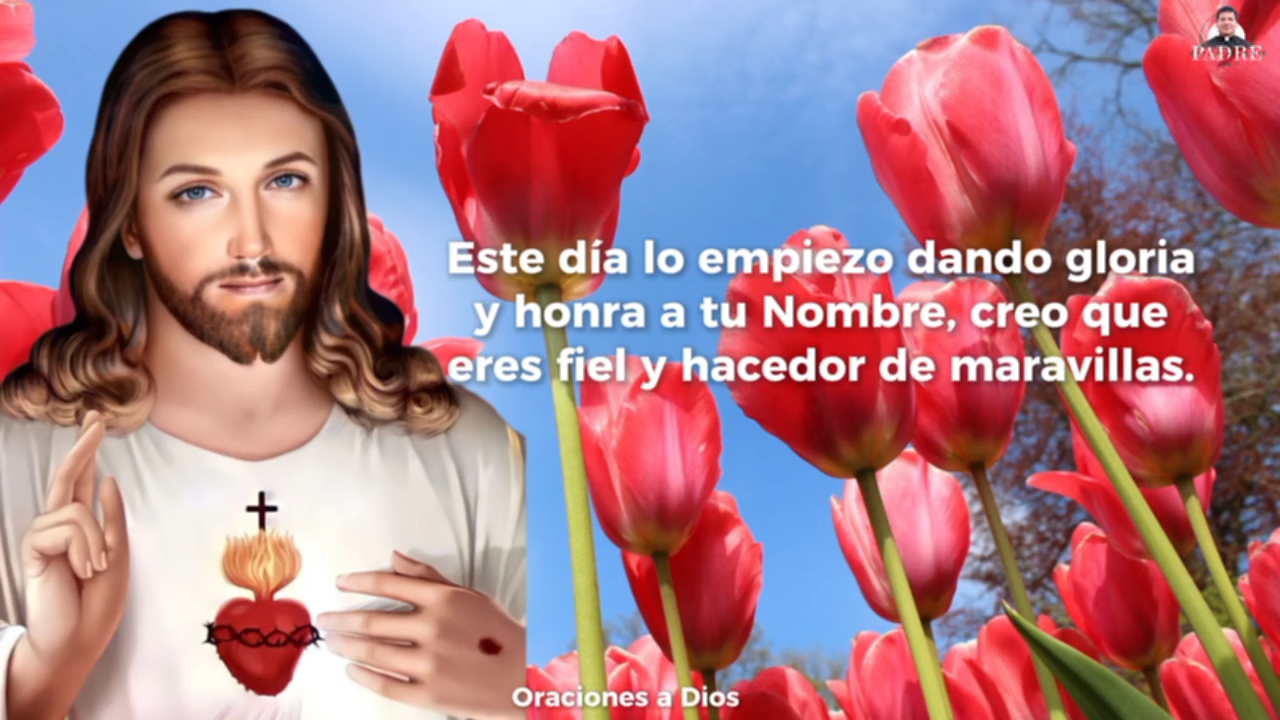 PADRE
Este día lo empiezo dando gloria
y honra a tu Nombre, creo que
eres fiel y hacedor de maravillas.
Oraciones a Dios